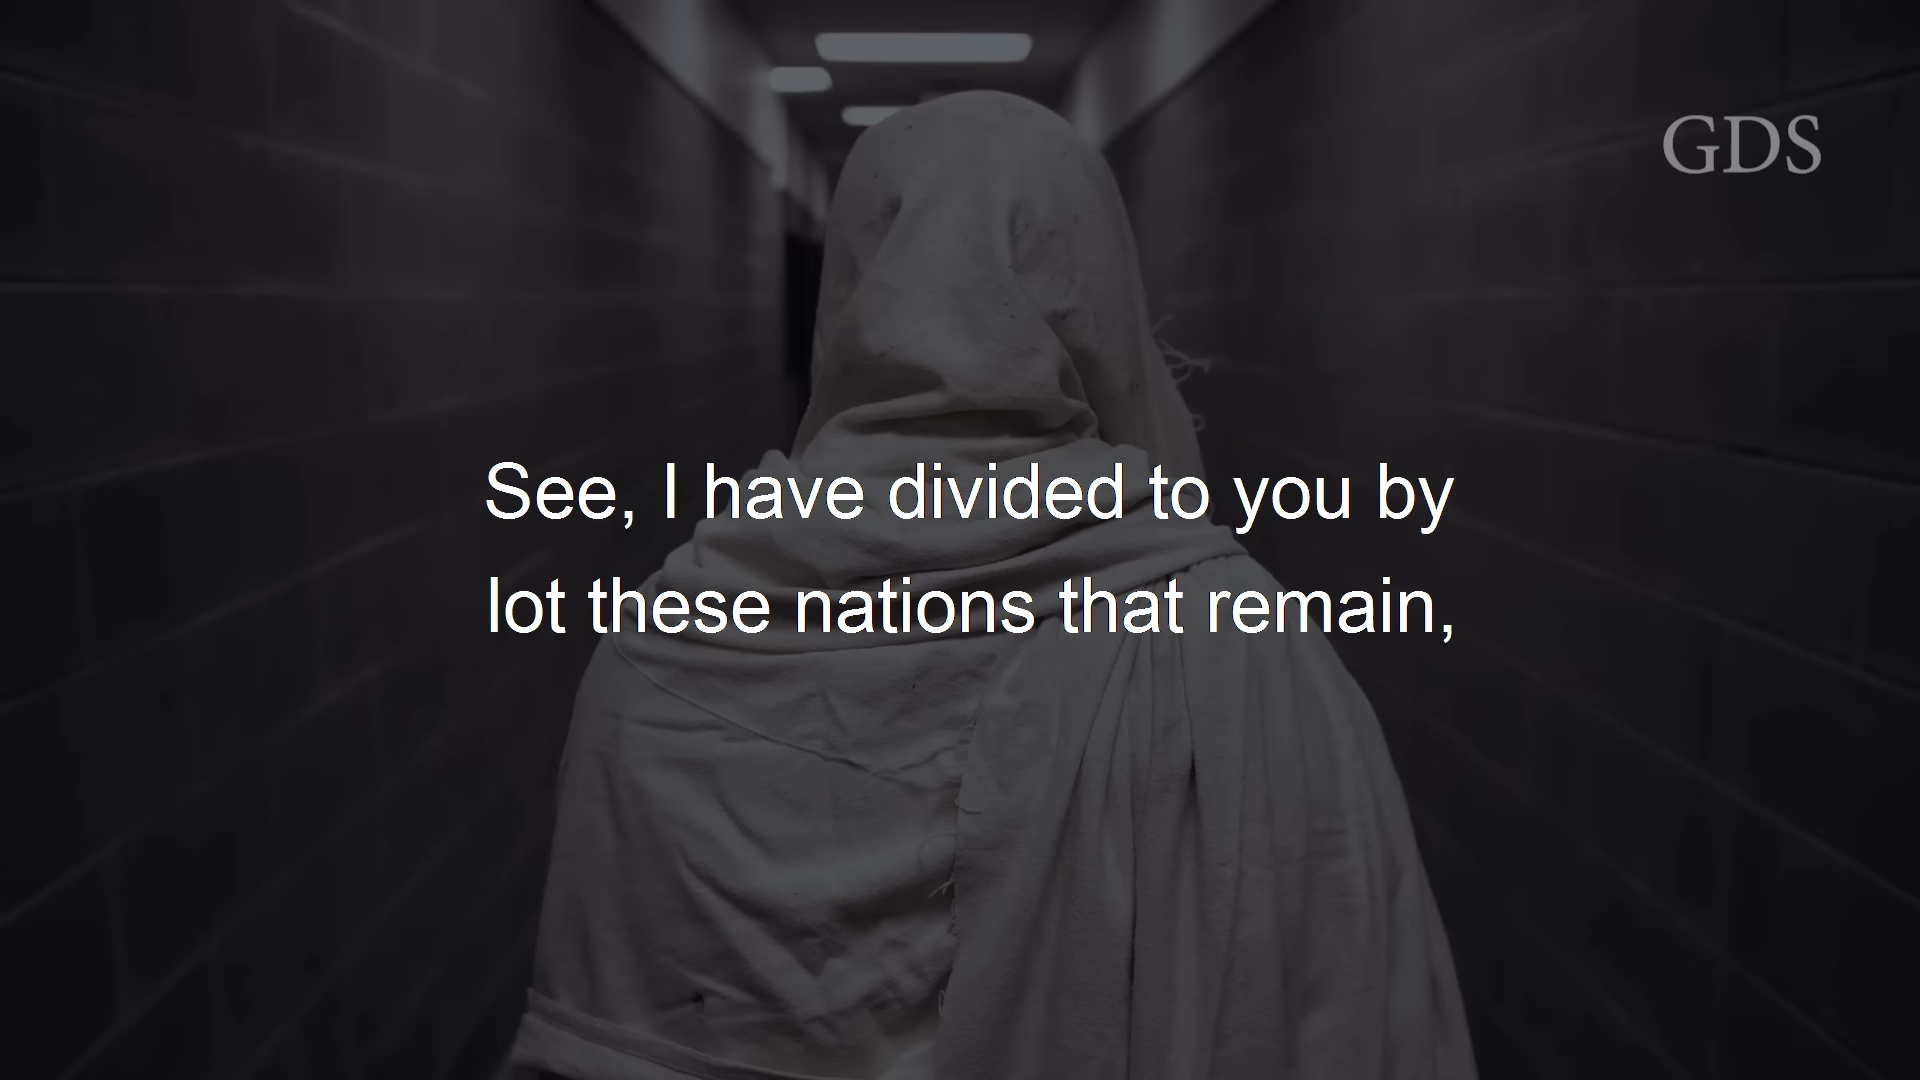 GDS
See, I have divided to you by
lot these nations that remain,